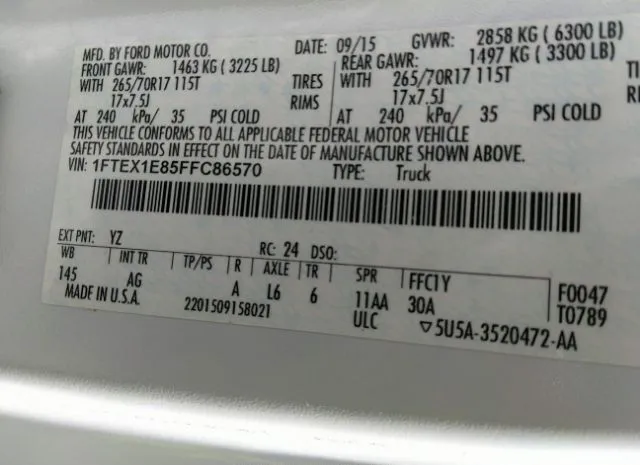 MFD. BY FORD MOTOR CO. DATE: 09/15 GVWR: 2858 KG ( 6300 LB)
FRONT GAWR: 1463 KG ( 3225 LB) REAR GAWR: 1497 KG ( 3300 LB)
WITH 265/70R17 115T TIRES WITH 265/70R17 115T TI
17x7.5J RIMS 17x7.5J R
AT 240 kPa/ 35 PSI COLD AT 240 kPa/ 35 PSI COLD
THIS VEHICLE CONFORMS TO ALL APPLICABLE FEDERAL MOTOR VEHICLE
SAFETY STANDARDS IN EFFECT ON THE DATE OF MANUFACTURE SHOWN ABOVE.
VIN: 1FTEX1E85FFC86570 TYPE: Truck
EXT PNT: YZ RC: 24 DSO:
WB INT TR TP/PS R AXLE TR SPR FFC1Y F0047
145 AG A L6 6 11AA 30A T0789
MADE IN U.S.A. 2201509158021 ULC ▽5U5A-3520472-AA